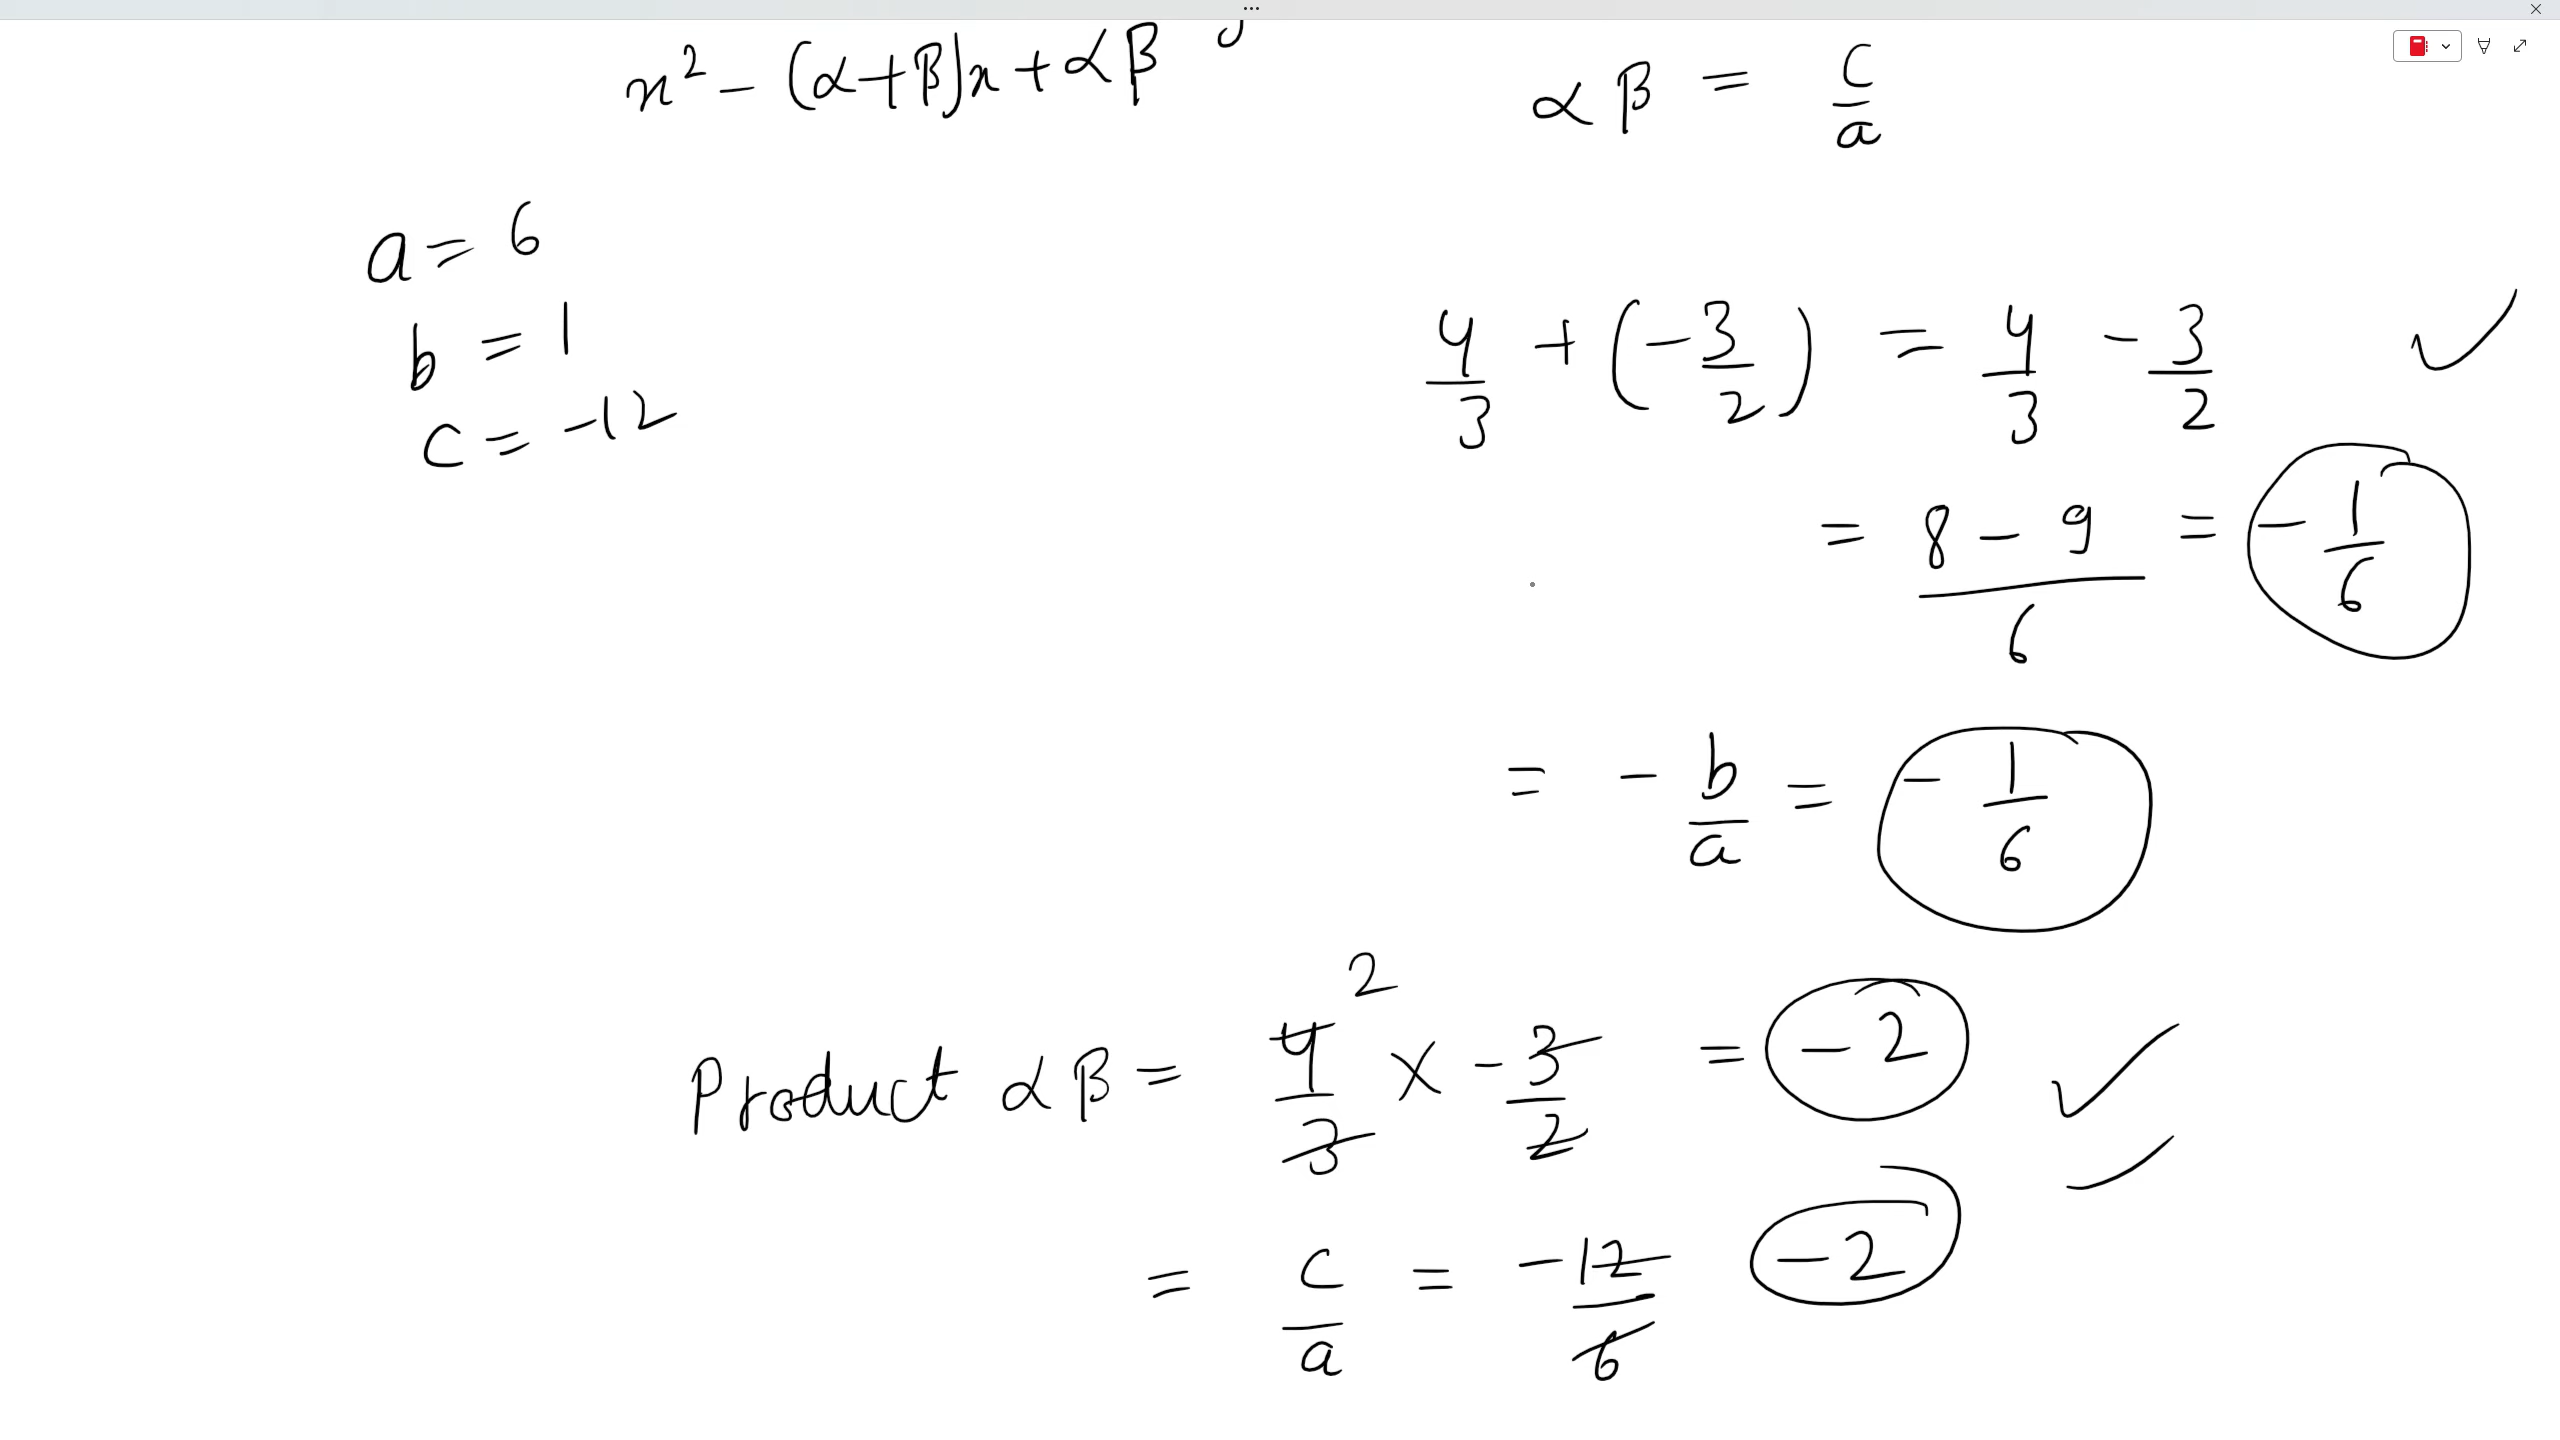 x² - (α+β)x + αβ
αβ = c/a
a = 6
b = 1
c = -12
4/3 + (-3/2) = 4/3 - 3/2
= (8 - 9)/6 = -1/6
= -b/a = -1/6
2
Product αβ = 4/3 × -3/2 = -2
= c/a = -12/6 -2